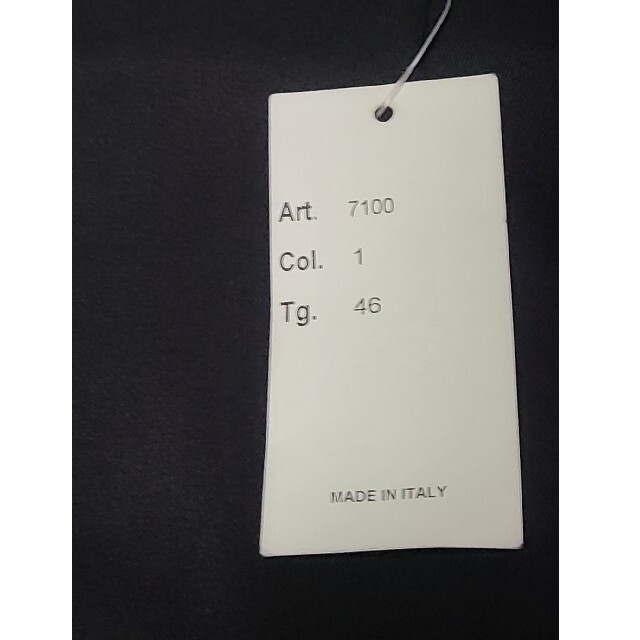 Art. 7100
Col. 1
Tg. 46
MADE IN ITALY